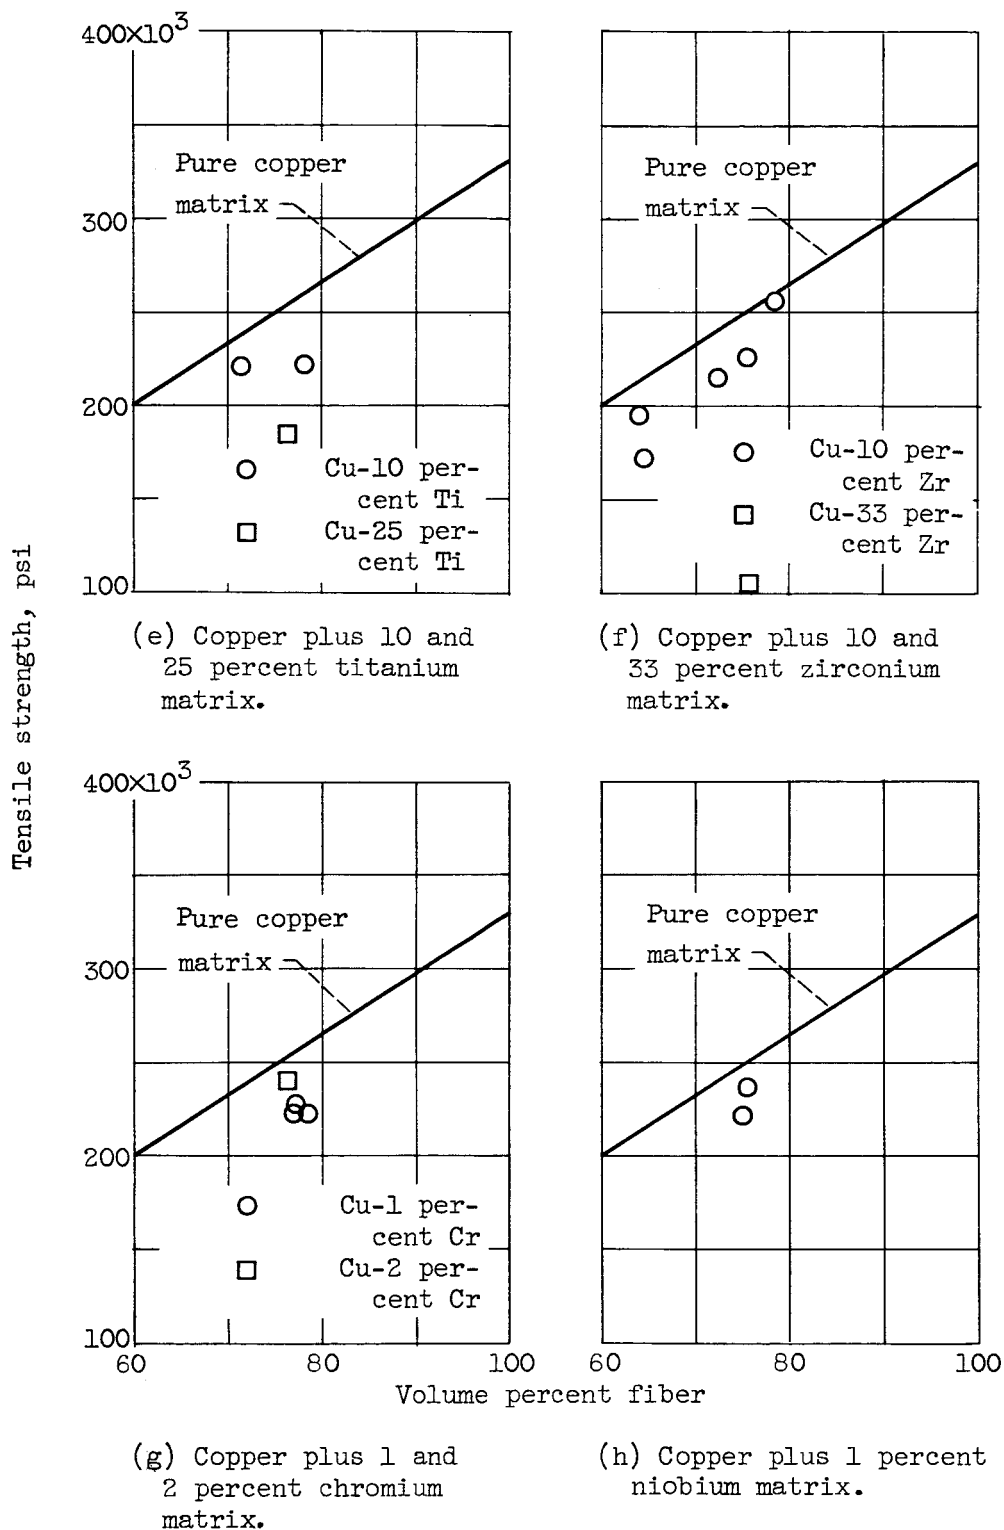 Tensile strength, psi
400×10³
300
200
100
Pure copper
matrix
Cu-10 per-
cent Ti
Cu-25 per-
cent Ti
(e) Copper plus 10 and
25 percent titanium
matrix.
Pure copper
matrix
Cu-10 per-
cent Zr
Cu-33 per-
cent Zr
(f) Copper plus 10 and
33 percent zirconium
matrix.
400×10³
300
200
100
Pure copper
matrix
Cu-1 per-
cent Cr
Cu-2 per-
cent Cr
60 80 100
Pure copper
matrix
60 80 100
Volume percent fiber
(g) Copper plus 1 and
2 percent chromium
matrix.
(h) Copper plus 1 percent
niobium matrix.